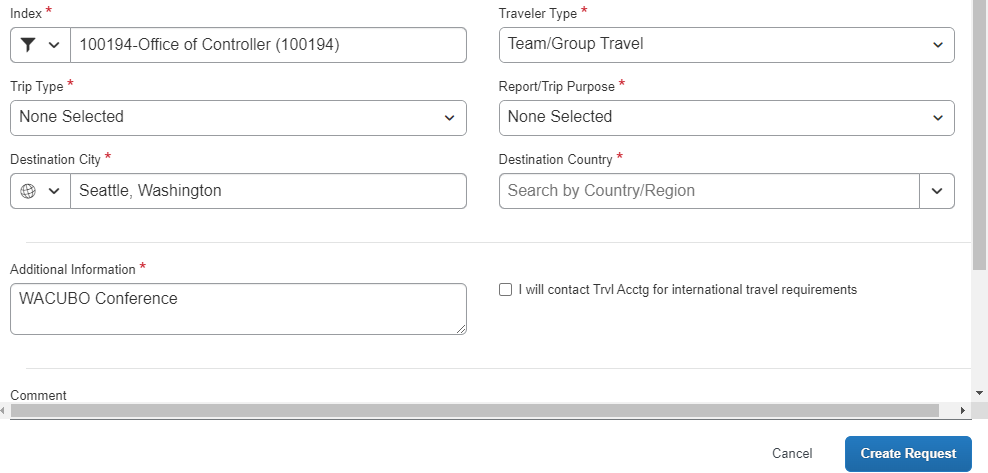 Index *
Traveler Type *
100194-Office of Controller (100194)
Team/Group Travel
Trip Type *
Report/Trip Purpose *
None Selected
None Selected
Destination City *
Destination Country *
Seattle, Washington
Search by Country/Region
Additional Information *
WACUBO Conference
I will contact Trvl Acctg for international travel requirements
Comment
Cancel
Create Request